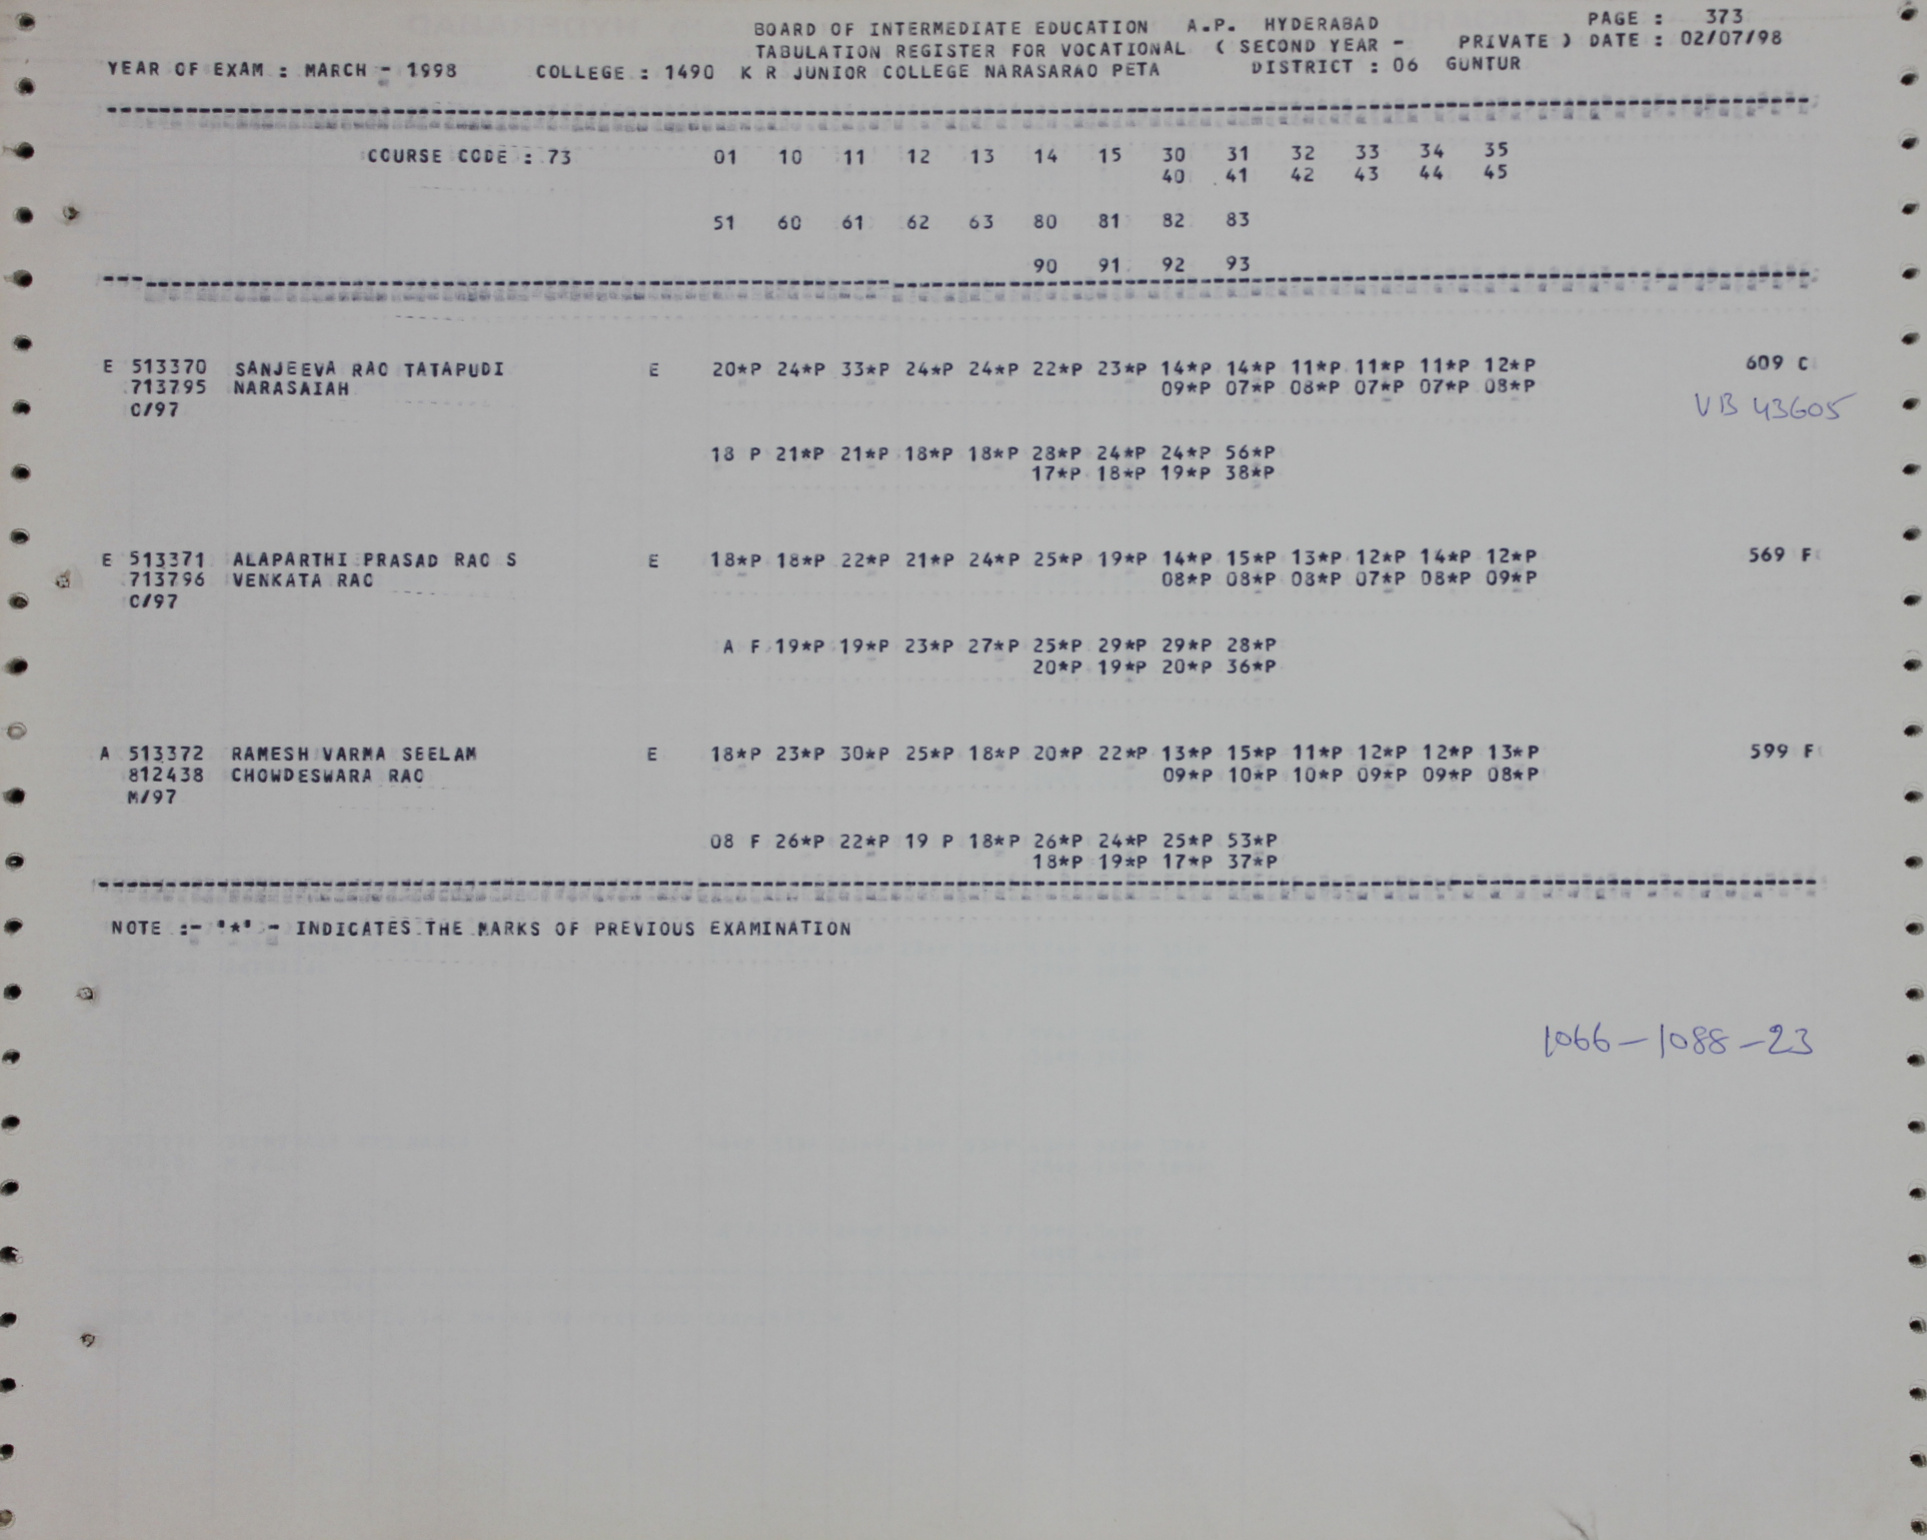 BOARD OF INTERMEDIATE EDUCATION A.P. HYDERABAD PAGE : 373
TABULATION REGISTER FOR VOCATIONAL ( SECOND YEAR - PRIVATE ) DATE : 02/07/98
YEAR OF EXAM : MARCH - 1998 COLLEGE : 1490 K R JUNIOR COLLEGE NARASARAO PETA DISTRICT : 06 GUNTUR
COURSE CODE : 73 01 10 11 12 13 14 15 30 31 32 33 34 35
40 41 42 43 44 45
51 60 61 62 63 80 81 82 83
90 91 92 93
E 513370 SANJEEVA RAO TATAPUDI E 20*P 24*P 33*P 24*P 24*P 22*P 23*P 14*P 14*P 11*P 11*P 11*P 12*P 609 C
713795 NARASAIAH 09*P 07*P 08*P 07*P 07*P 08*P
C/97 VB 43605
18 P 21*P 21*P 18*P 18*P 28*P 24*P 24*P 56*P
17*P 18*P 19*P 38*P
E 513371 ALAPARTHI PRASAD RAO S E 18*P 18*P 22*P 21*P 24*P 25*P 19*P 14*P 15*P 13*P 12*P 14*P 12*P 569 F
713796 VENKATA RAO 08*P 08*P 08*P 07*P 08*P 09*P
C/97
A F 19*P 19*P 23*P 27*P 25*P 29*P 29*P 28*P
20*P 19*P 20*P 36*P
A 513372 RAMESH VARMA SEELAM E 18*P 23*P 30*P 25*P 18*P 20*P 22*P 13*P 15*P 11*P 12*P 12*P 13*P 599 F
812438 CHOWDESWARA RAO 09*P 10*P 10*P 09*P 09*P 08*P
M/97
08 F 26*P 22*P 19 P 18*P 26*P 24*P 25*P 53*P
18*P 19*P 17*P 37*P
NOTE :- '*' - INDICATES THE MARKS OF PREVIOUS EXAMINATION
1066-1088-23